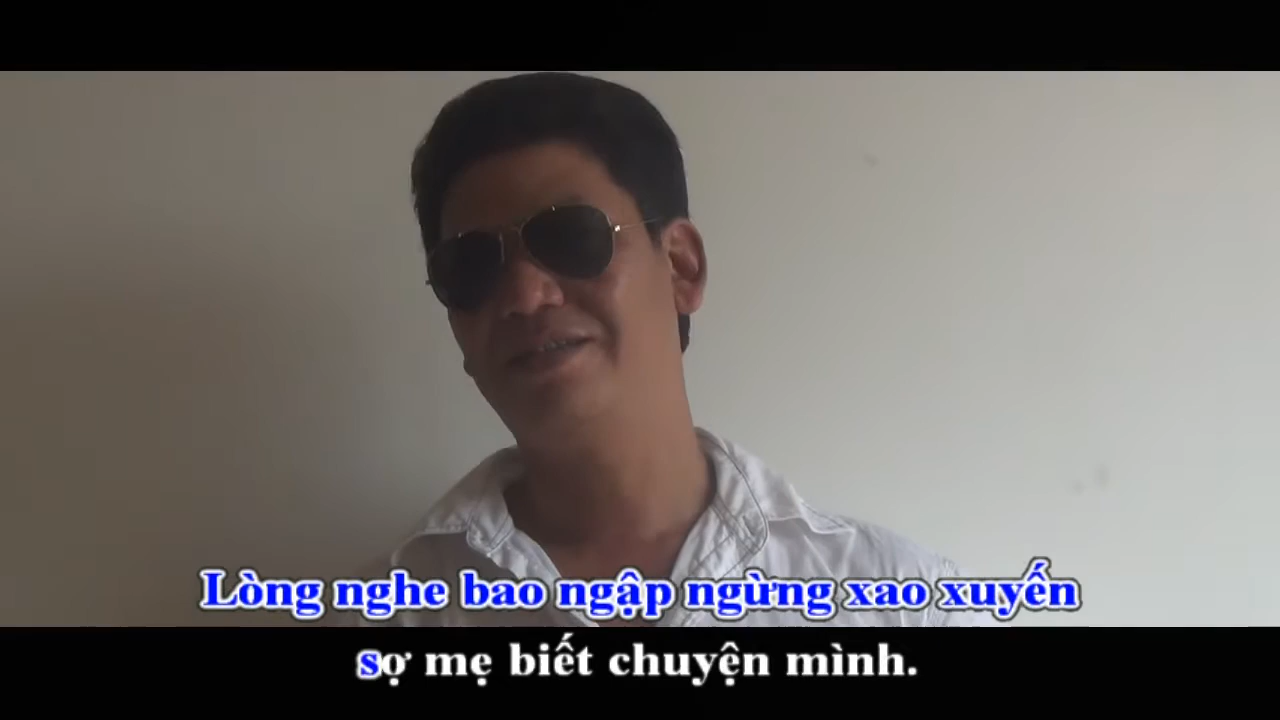 Lòng nghe bao ngập ngừng xao xuyến
sợ mẹ biết chuyện mình.